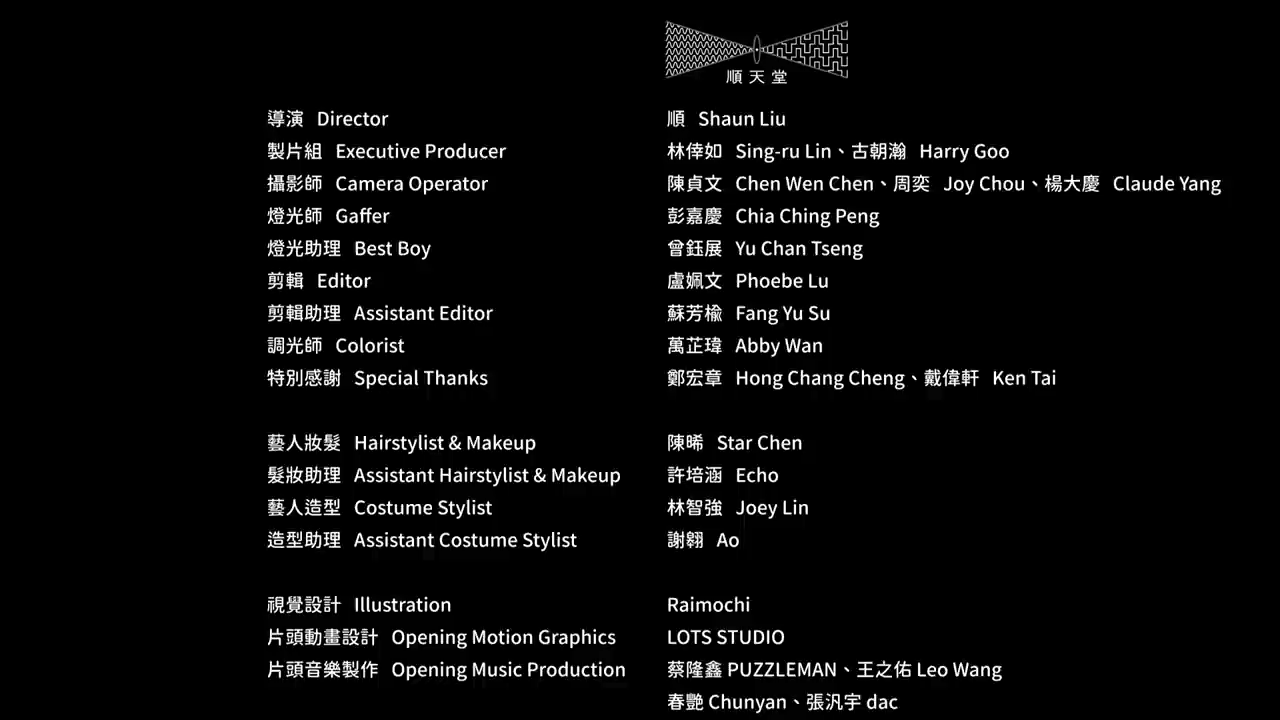 順天堂
導演 Director 順 Shaun Liu
製片組 Executive Producer 林倖如 Sing-ru Lin、古朝瀚 Harry Goo
攝影師 Camera Operator 陳貞文 Chen Wen Chen、周奕 Joy Chou、楊大慶 Claude Yang
燈光師 Gaffer 彭嘉慶 Chia Ching Peng
燈光助理 Best Boy 曾鈺展 Yu Chan Tseng
剪輯 Editor 盧姵文 Phoebe Lu
剪輯助理 Assistant Editor 蘇芳楡 Fang Yu Su
調光師 Colorist 萬芷瑋 Abby Wan
特別感謝 Special Thanks 鄭宏章 Hong Chang Cheng、戴偉軒 Ken Tai
藝人妝髮 Hairstylist & Makeup 陳晞 Star Chen
髮妝助理 Assistant Hairstylist & Makeup 許培涵 Echo
藝人造型 Costume Stylist 林智強 Joey Lin
造型助理 Assistant Costume Stylist 謝翱 Ao
視覺設計 Illustration Raimochi
片頭動畫設計 Opening Motion Graphics LOTS STUDIO
片頭音樂製作 Opening Music Production 蔡隆鑫 PUZZLEMAN、王之佑 Leo Wang
春艷 Chunyan、張汎宇 dac